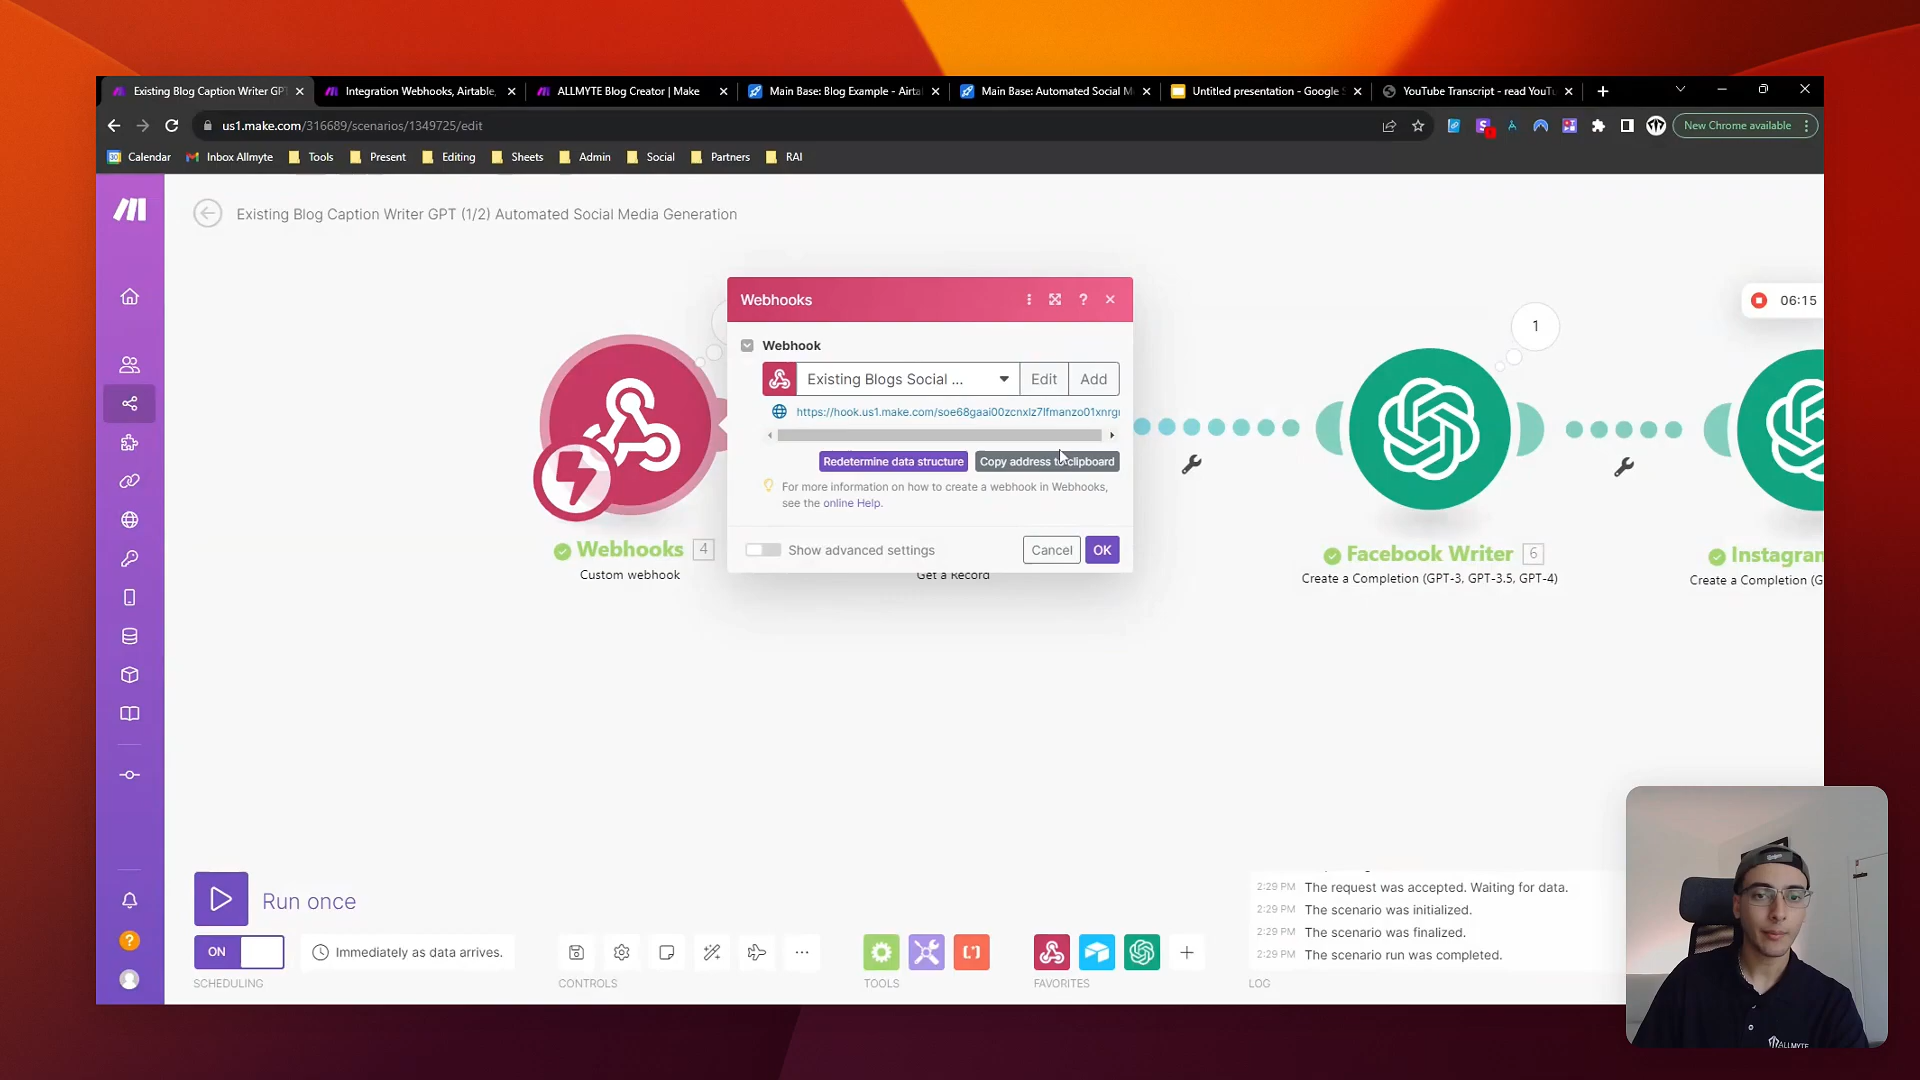 Existing Blog Caption Writer GP
Integration Webhooks, Airtable,
ALLMYTE Blog Creator | Make
Main Base: Blog Example - Airta
Main Base: Automated Social M
Untitled presentation - Google S
YouTube Transcript - read YouTu
us1.make.com/316689/scenarios/1349725/edit
New Chrome available
Calendar
Inbox Allmyte
Tools
Present
Editing
Sheets
Admin
Social
Partners
RAI
Existing Blog Caption Writer GPT (1/2) Automated Social Media Generation
Webhooks
06:15
1
Webhook
Existing Blogs Social ...
Edit
Add
https://hook.us1.make.com/soe68gaai00zcnxlz7lfmanzo01xnrg
Redetermine data structure
Copy address to clipboard
For more information on how to create a webhook in Webhooks,
see the online Help.
Show advanced settings
Cancel
OK
Webhooks 4
Custom webhook
Get a Record
Facebook Writer 6
Create a Completion (GPT-3, GPT-3.5, GPT-4)
Instagran
Create a Completion (G
Run once
ON
Immediately as data arrives.
SCHEDULING
CONTROLS
TOOLS
FAVORITES
LOG
2:29 PM The request was accepted. Waiting for data.
2:29 PM The scenario was initialized.
2:29 PM The scenario was finalized.
2:29 PM The scenario run was completed.
ALLMYTE